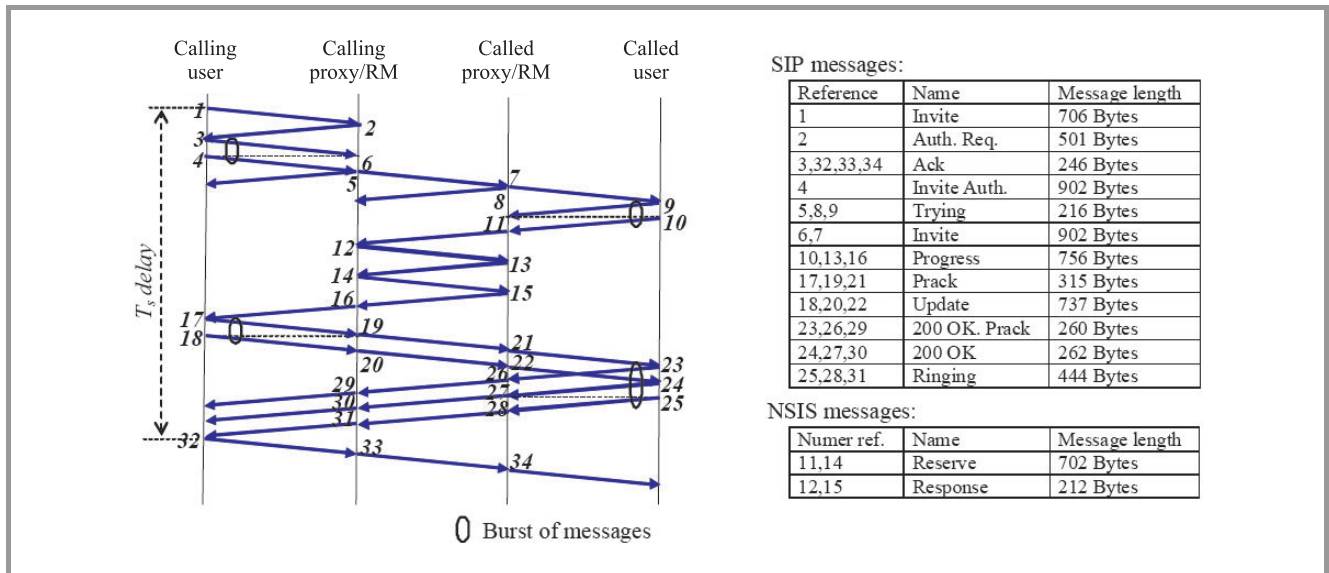 Calling user
Calling proxy/RM
Called proxy/RM
Called user
1
2
3
4
5
6
7
8
9
10
11
12
13
14
15
16
17
18
19
20
21
22
23
24
25
26
27
28
29
30
31
32
33
34
Ts delay
Burst of messages
SIP messages:
Reference Name Message length
1 Invite 706 Bytes
2 Auth. Req. 501 Bytes
3,32,33,34 Ack 246 Bytes
4 Invite Auth. 902 Bytes
5,8,9 Trying 216 Bytes
6,7 Invite 902 Bytes
10,13,16 Progress 756 Bytes
17,19,21 Prack 315 Bytes
18,20,22 Update 737 Bytes
23,26,29 200 OK. Prack 260 Bytes
24,27,30 200 OK 262 Bytes
25,28,31 Ringing 444 Bytes
NSIS messages:
Numer ref. Name Message length
11,14 Reserve 702 Bytes
12,15 Response 212 Bytes